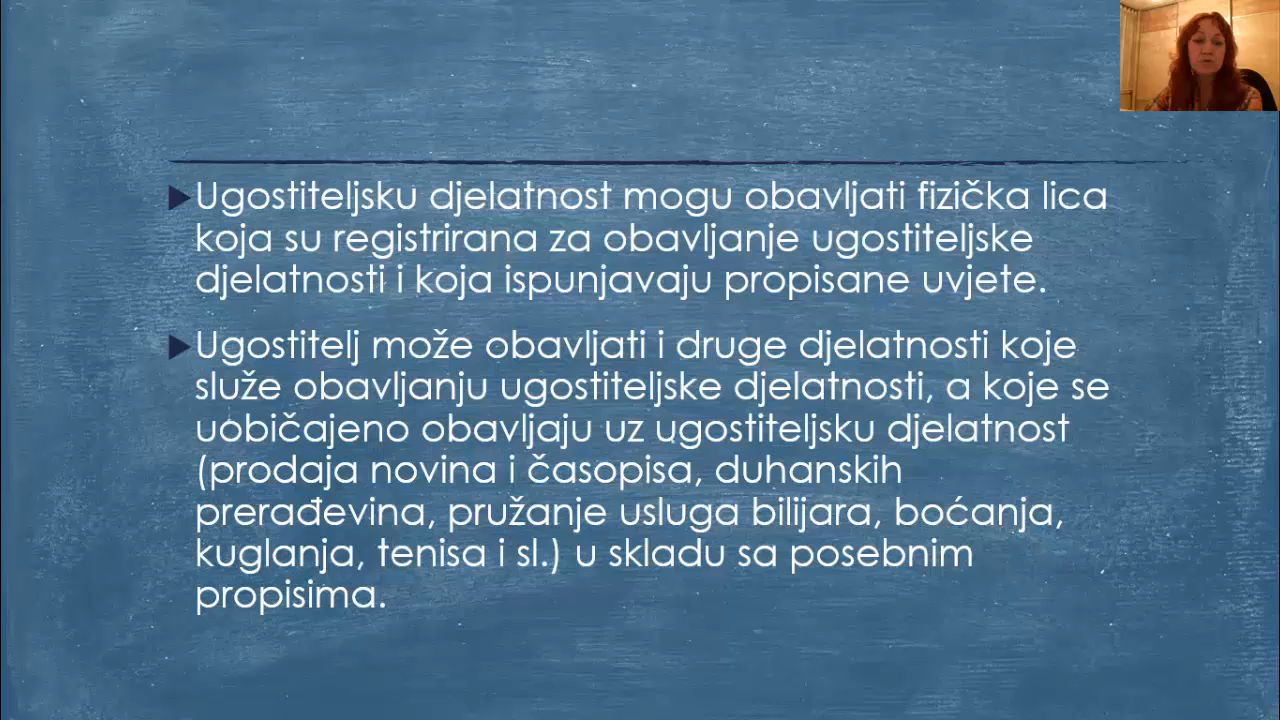 Ugostiteljsku djelatnost mogu obavljati fizička lica
koja su registrirana za obavljanje ugostiteljske
djelatnosti i koja ispunjavaju propisane uvjete.
Ugostitelj može obavljati i druge djelatnosti koje
služe obavljanju ugostiteljske djelatnosti, a koje se
uobičajeno obavljaju uz ugostiteljsku djelatnost
(prodaja novina i časopisa, duhanskih
prerađevina, pružanje usluga bilijara, boćanja,
kuglanja, tenisa i sl.) u skladu sa posebnim
propisima.